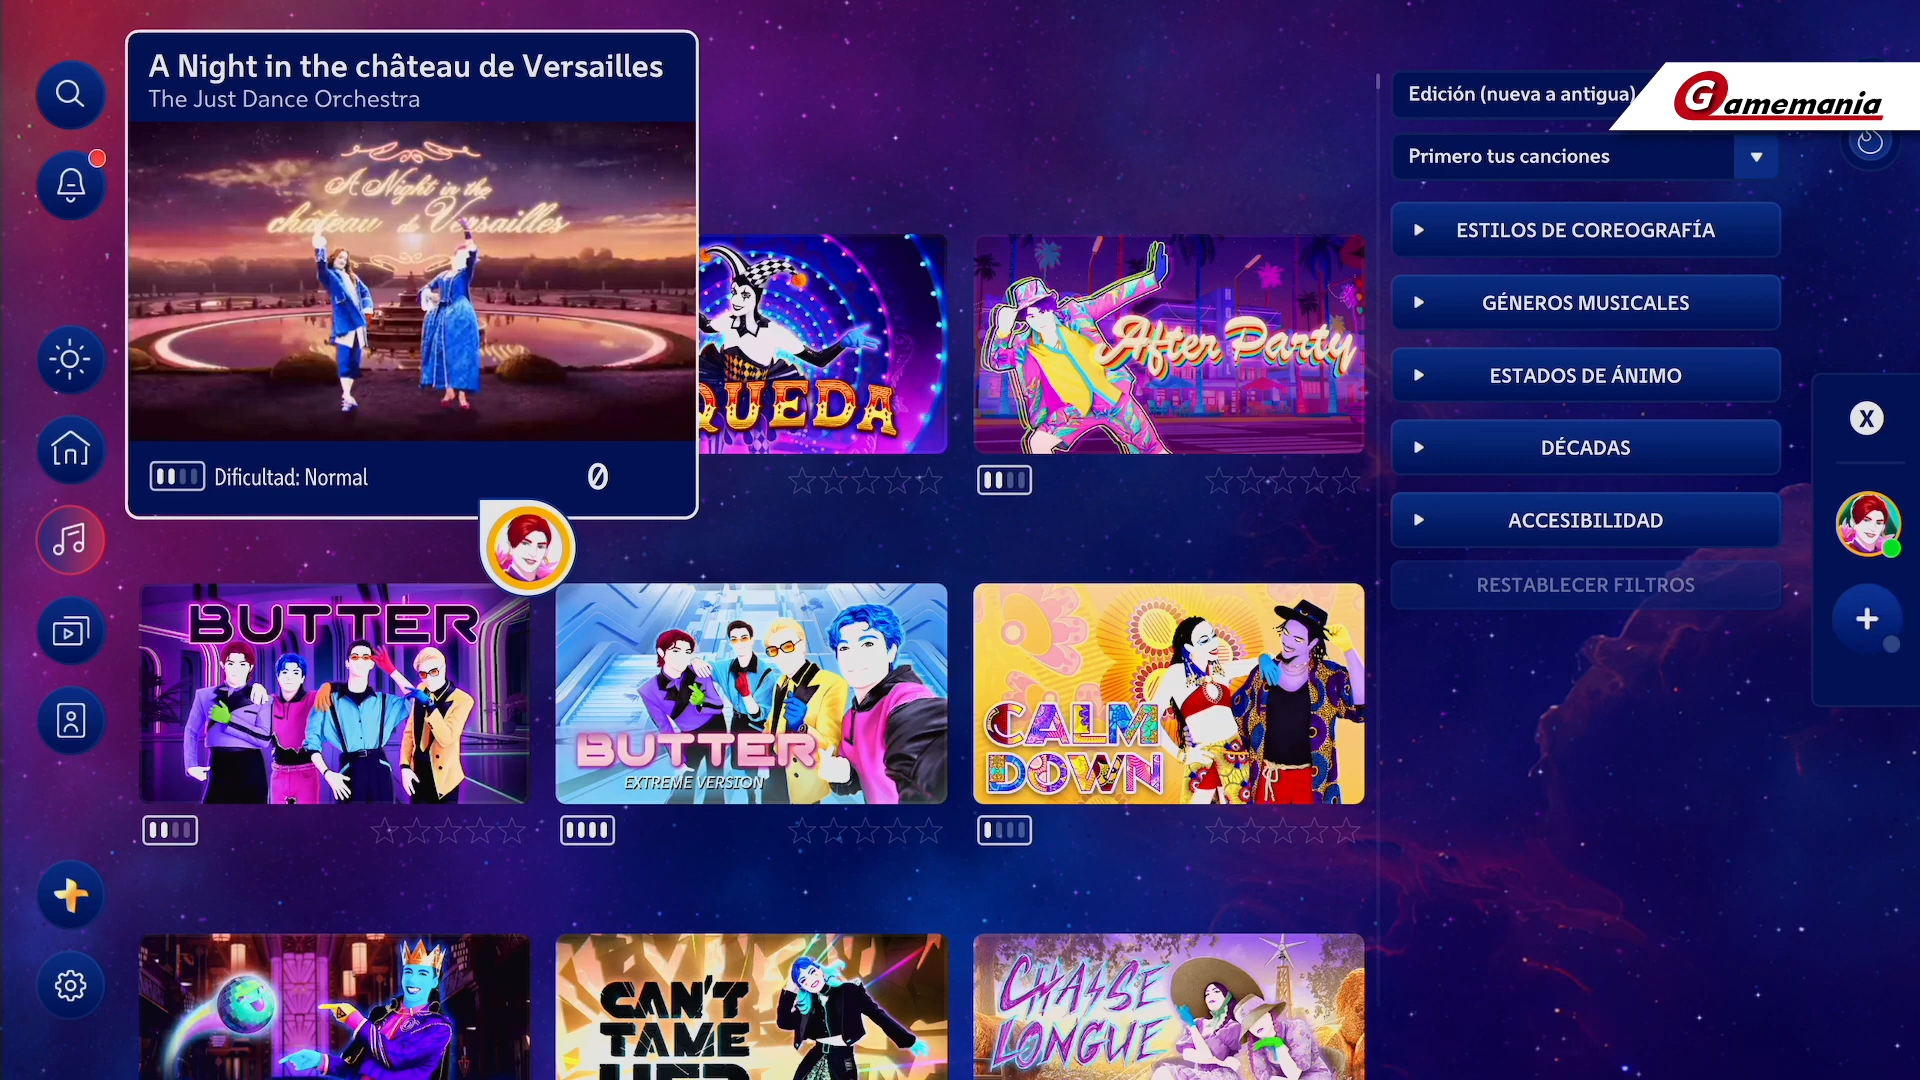 A Night in the château de Versailles
The Just Dance Orchestra
A Night in the
château de Versailles
Dificultad: Normal
0
QUEDA
After Party
Edición (nueva a antigua)
Gamemania
Primero tus canciones
ESTILOS DE COREOGRAFÍA
GÉNEROS MUSICALES
ESTADOS DE ÁNIMO
DÉCADAS
ACCESIBILIDAD
RESTABLECER FILTROS
X
BUTTER
BUTTER
EXTREME VERSION
CALM
DOWN
CAN'T
TAME
HER
CHAISE
LONGUE